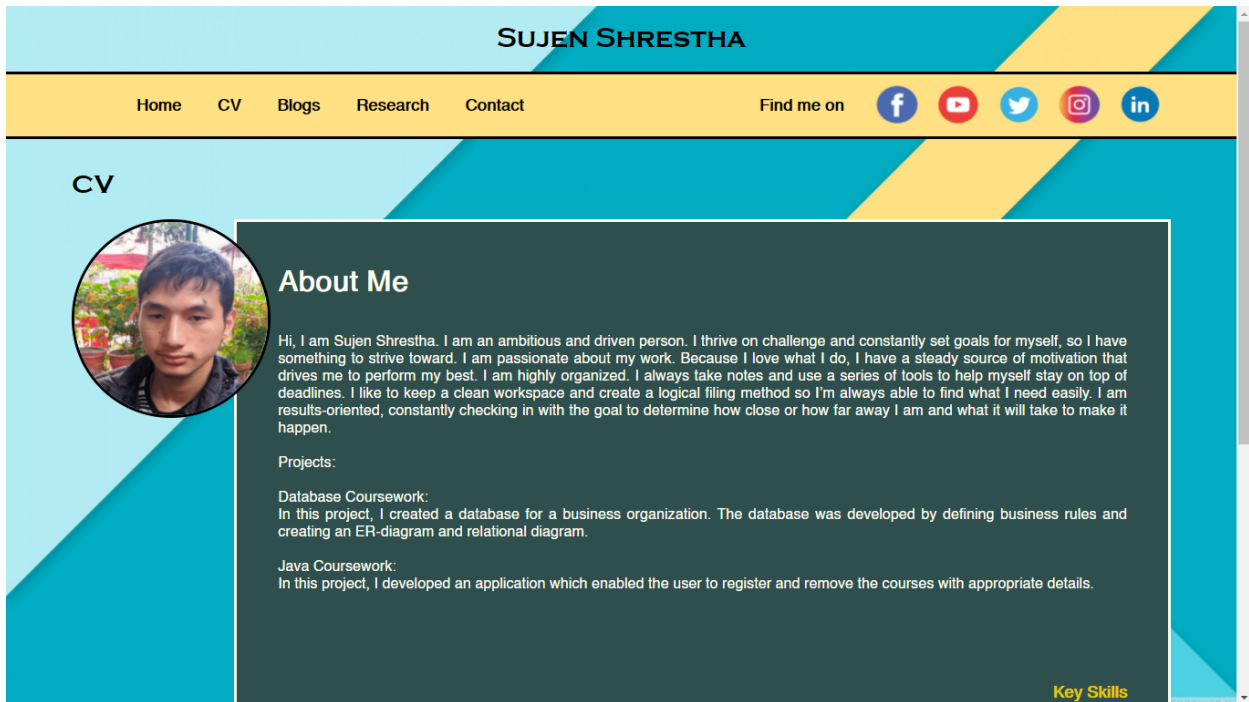 Sujen Shrestha
Home CV Blogs Research Contact Find me on
CV
About Me
Hi, I am Sujen Shrestha. I am an ambitious and driven person. I thrive on challenge and constantly set goals for myself, so I have
something to strive toward. I am passionate about my work. Because I love what I do, I have a steady source of motivation that
drives me to perform my best. I am highly organized. I always take notes and use a series of tools to help myself stay on top of
deadlines. I like to keep a clean workspace and create a logical filing method so I'm always able to find what I need easily. I am
results-oriented, constantly checking in with the goal to determine how close or how far away I am and what it will take to make it
happen.
Projects:
Database Coursework:
In this project, I created a database for a business organization. The database was developed by defining business rules and
creating an ER-diagram and relational diagram.
Java Coursework:
In this project, I developed an application which enabled the user to register and remove the courses with appropriate details.
Key Skills